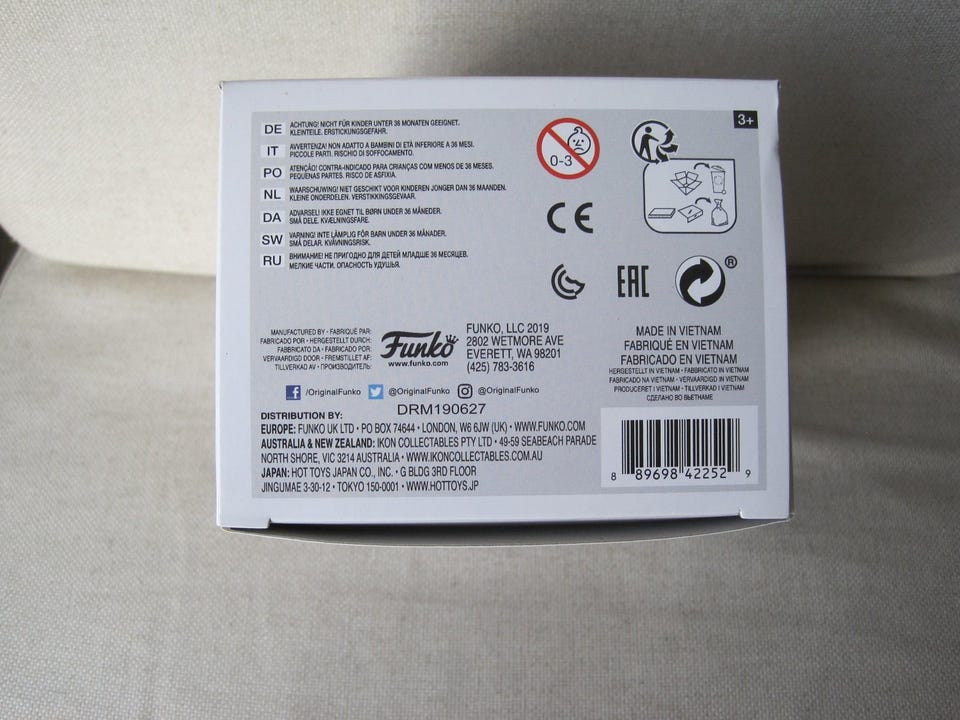 DE ACHTUNG! NICHT FÜR KINDER UNTER 36 MONATEN GEEIGNET.
KLEINTEILE. ERSTICKUNGSGEFAHR.
IT AVVERTENZA! NON ADATTO A BAMBINI DI ETÀ INFERIORE A 36 MESI.
PICCOLE PARTI. RISCHIO DI SOFFOCAMENTO.
PO ATENÇÃO! CONTRA-INDICADO PARA CRIANÇAS COM MENOS DE 36 MESES.
PEQUENAS PARTES. RISCO DE ASFIXIA.
NL WAARSCHUWING! NIET GESCHIKT VOOR KINDEREN JONGER DAN 36 MAANDEN.
KLEINE ONDERDELEN. VERSTIKKINGSGEVAAR.
DA ADVARSEL! IKKE EGNET TIL BØRN UNDER 36 MÅNEDER.
SMÅ DELE. KVÆLNINGSFARE.
SW VARNING! INTE LÄMPLIG FÖR BARN UNDER 36 MÅNADER.
SMÅ DELAR. KVÄVNINGSRISK.
RU ВНИМАНИЕ! НЕ ПРИГОДНО ДЛЯ ДЕТЕЙ МЛАДШЕ 36 МЕСЯЦЕВ.
МЕЛКИЕ ЧАСТИ. ОПАСНОСТЬ УДУШЬЯ.
0-3
3+
CE
EAC
®
MANUFACTURED BY • FABRIQUÉ PAR:
FABRICADO POR • HERGESTELLT DURCH:
FABBRICATO DA • FABRICADO POR:
VERVAARDIGD DOOR • FREMSTILLET AF:
TILLVERKAD AV • ПРОИЗВОДИТЕЛЬ:
Funko
www.funko.com
FUNKO, LLC 2019
2802 WETMORE AVE
EVERETT, WA 98201
(425) 783-3616
MADE IN VIETNAM
FABRIQUÉ EN VIETNAM
FABRICADO EN VIETNAM
HERGESTELLT IN VIETNAM • FABBRICATO IN VIETNAM
FABRICADO NA VIETNAM • VERVAARDIGD IN VIETNAM
PRODUCERET I VIETNAM • TILLVERKAD I VIETNAM
СДЕЛАНО ВО ВЬЕТНАМЕ
/OriginalFunko @OriginalFunko @OriginalFunko
DRM190627
DISTRIBUTION BY:
EUROPE: FUNKO UK LTD • PO BOX 74644 • LONDON, W6 6JW (UK) • WWW.FUNKO.COM
AUSTRALIA & NEW ZEALAND: IKON COLLECTABLES PTY LTD • 49-59 SEABEACH PARADE
NORTH SHORE, VIC 3214 AUSTRALIA • WWW.IKONCOLLECTABLES.COM.AU
JAPAN: HOT TOYS JAPAN CO., INC. • G BLDG 3RD FLOOR
JINGUMAE 3-30-12 • TOKYO 150-0001 • WWW.HOTTOYS.JP
8 89698 42252 9